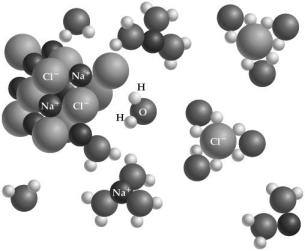 Cl⁻ Na⁺
Na⁺ Cl⁻
H
H O
Cl⁻
Na⁺